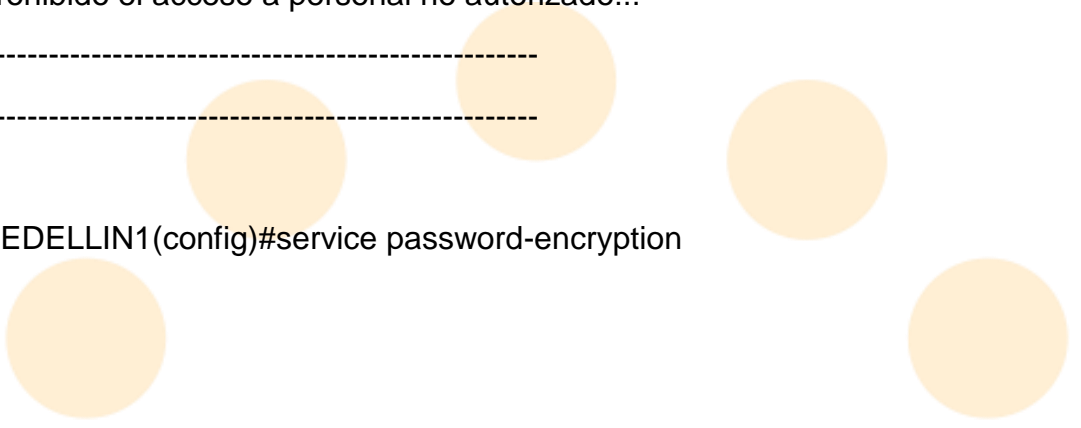 rohibido el acceso a personal no autorizado...
------------------------------------------------------
------------------------------------------------------
EDELLIN1(config)#service password-encryption